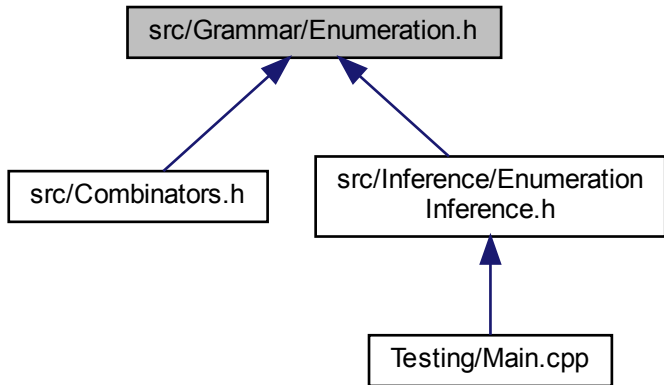 src/Grammar/Enumeration.h
src/Combinators.h
src/Inference/Enumeration
Inference.h
Testing/Main.cpp